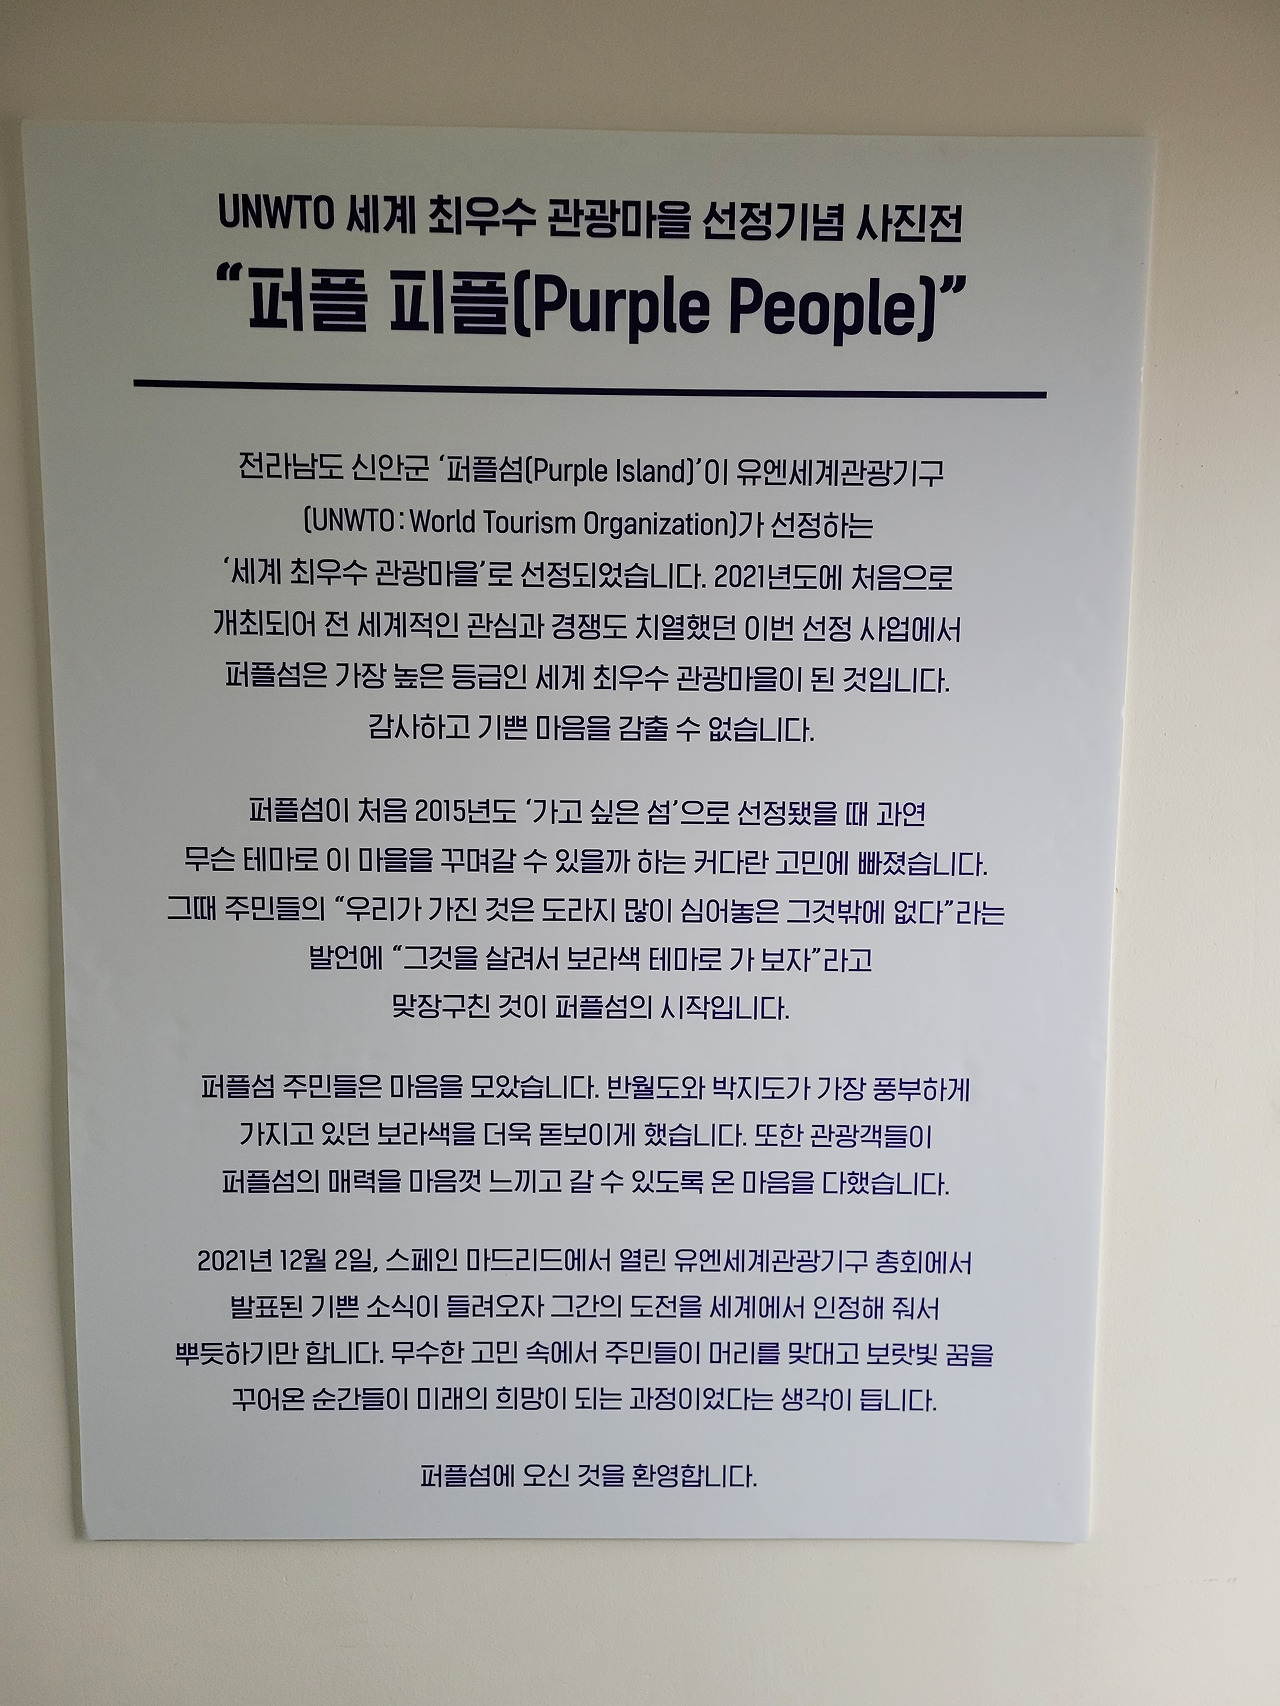 UNWTO 세계 최우수 관광마을 선정기념 사진전
“퍼플 피플(Purple People)”
전라남도 신안군 ‘퍼플섬(Purple Island)’이 유엔세계관광기구
(UNWTO : World Tourism Organization)가 선정하는
‘세계 최우수 관광마을’로 선정되었습니다. 2021년도에 처음으로
개최되어 전 세계적인 관심과 경쟁도 치열했던 이번 선정 사업에서
퍼플섬은 가장 높은 등급인 세계 최우수 관광마을이 된 것입니다.
감사하고 기쁜 마음을 감출 수 없습니다.
퍼플섬이 처음 2015년도 ‘가고 싶은 섬’으로 선정됐을 때 과연
무슨 테마로 이 마을을 꾸며갈 수 있을까 하는 커다란 고민에 빠졌습니다.
그때 주민들의 “우리가 가진 것은 도라지 많이 심어놓은 그것밖에 없다”라는
발언에 “그것을 살려서 보라색 테마로 가 보자”라고
맞장구친 것이 퍼플섬의 시작입니다.
퍼플섬 주민들은 마음을 모았습니다. 반월도와 박지도가 가장 풍부하게
가지고 있던 보라색을 더욱 돋보이게 했습니다. 또한 관광객들이
퍼플섬의 매력을 마음껏 느끼고 갈 수 있도록 온 마음을 다했습니다.
2021년 12월 2일, 스페인 마드리드에서 열린 유엔세계관광기구 총회에서
발표된 기쁜 소식이 들려오자 그간의 도전을 세계에서 인정해 줘서
뿌듯하기만 합니다. 무수한 고민 속에서 주민들이 머리를 맞대고 보랏빛 꿈을
꾸어온 순간들이 미래의 희망이 되는 과정이었다는 생각이 듭니다.
퍼플섬에 오신 것을 환영합니다.